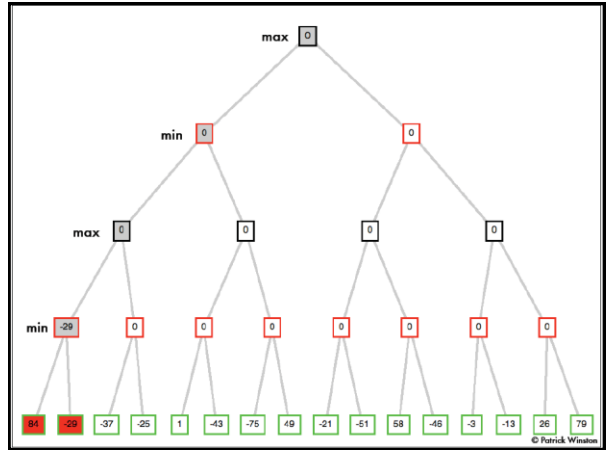 max 0
min 0 0
max 0 0 0 0
min -29 0 0 0 0 0 0 0
84 -29 -37 -25 1 -43 -75 49 -21 -51 58 -46 -3 -13 26 79
© Patrick Winston